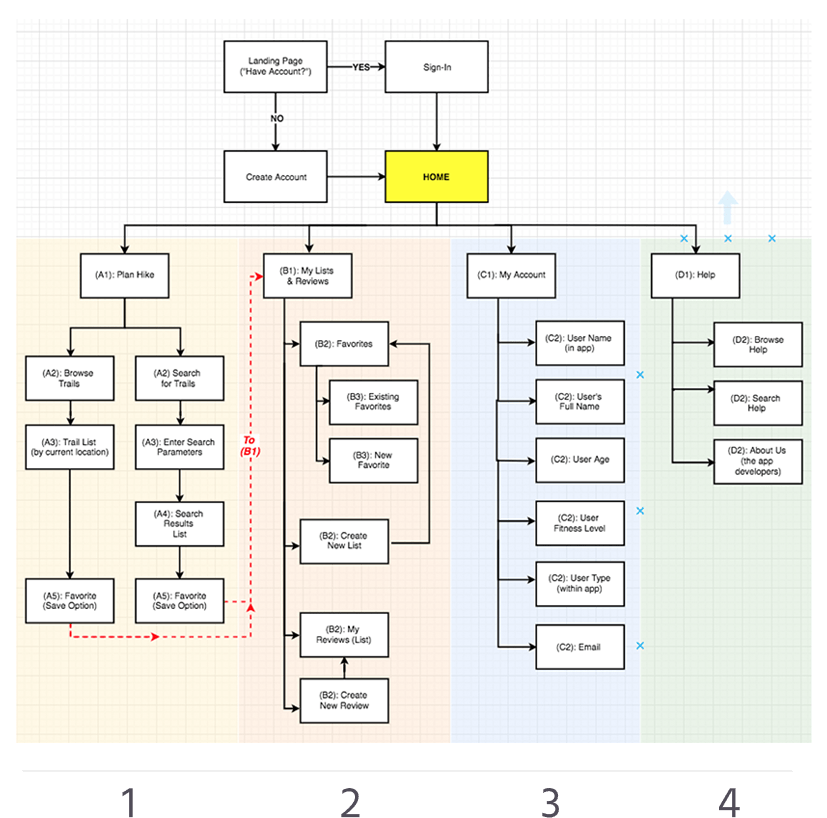 Landing Page
("Have Account?")
YES
Sign-In
NO
Create Account
HOME
(A1): Plan Hike
(B1): My Lists
& Reviews
(C1): My Account
(D1): Help
(A2): Browse
Trails
(A2) Search
for Trails
(A3): Trail List
(by current location)
(A3): Enter Search
Parameters
(A4): Search
Results
List
(A5): Favorite
(Save Option)
(A5): Favorite
(Save Option)
To
(B1)
(B2): Favorites
(B3): Existing
Favorites
(B3): New
Favorite
(B2): Create
New List
(B2): My
Reviews (List)
(B2): Create
New Review
(C2): User Name
(in app)
(C2): User's
Full Name
(C2): User Age
(C2): User
Fitness Level
(C2): User Type
(within app)
(C2): Email
(D2): Browse
Help
(D2): Search
Help
(D2): About Us
(the app
developers)
1
2
3
4